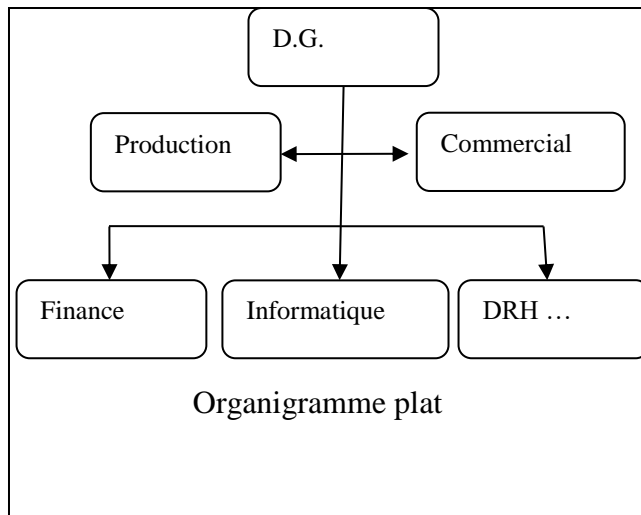 D.G.
Production
Commercial
Finance
Informatique
DRH …
Organigramme plat